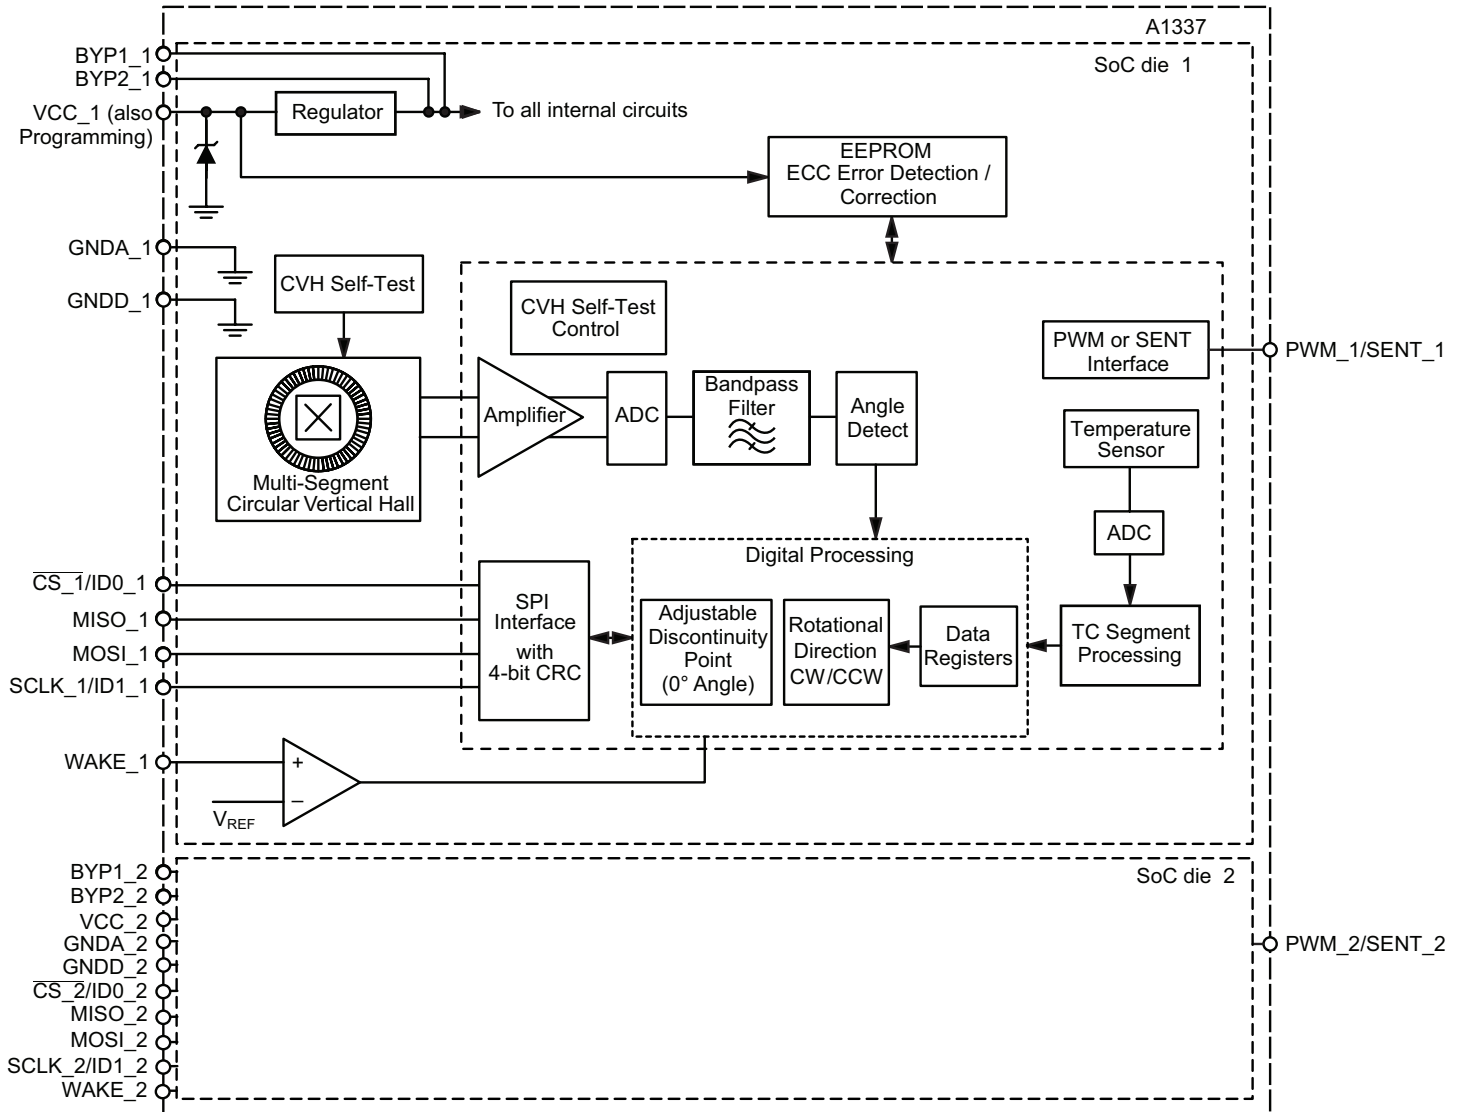 A1337
SoC die 1
BYP1_1
BYP2_1
VCC_1 (also
Programming)
Regulator
To all internal circuits
EEPROM
ECC Error Detection /
Correction
GNDA_1
GNDD_1
CVH Self-Test
CVH Self-Test
Control
PWM or SENT
Interface
PWM_1/SENT_1
Multi-Segment
Circular Vertical Hall
Amplifier
ADC
Bandpass
Filter
Angle
Detect
Temperature
Sensor
ADC
TC Segment
Processing
Digital Processing
Adjustable
Discontinuity
Point
(0° Angle)
Rotational
Direction
CW/CCW
Data
Registers
SPI
Interface
with
4-bit CRC
CS_1/ID0_1
MISO_1
MOSI_1
SCLK_1/ID1_1
WAKE_1
+
–
VREF
SoC die 2
BYP1_2
BYP2_2
VCC_2
GNDA_2
GNDD_2
CS_2/ID0_2
MISO_2
MOSI_2
SCLK_2/ID1_2
WAKE_2
PWM_2/SENT_2